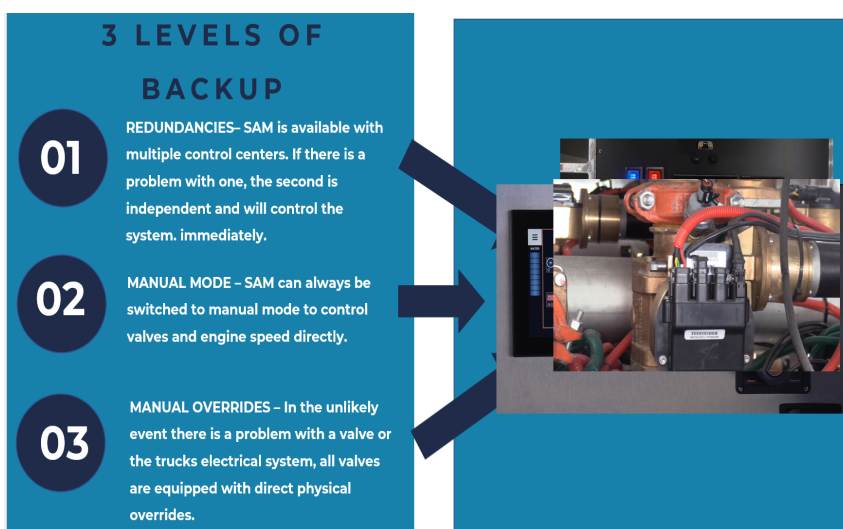 3 LEVELS OF
BACKUP
01
REDUNDANCIES– SAM is available with
multiple control centers. If there is a
problem with one, the second is
independent and will control the
system. immediately.
02
MANUAL MODE – SAM can always be
switched to manual mode to control
valves and engine speed directly.
03
MANUAL OVERRIDES – In the unlikely
event there is a problem with a valve or
the trucks electrical system, all valves
are equipped with direct physical
overrides.
WATER